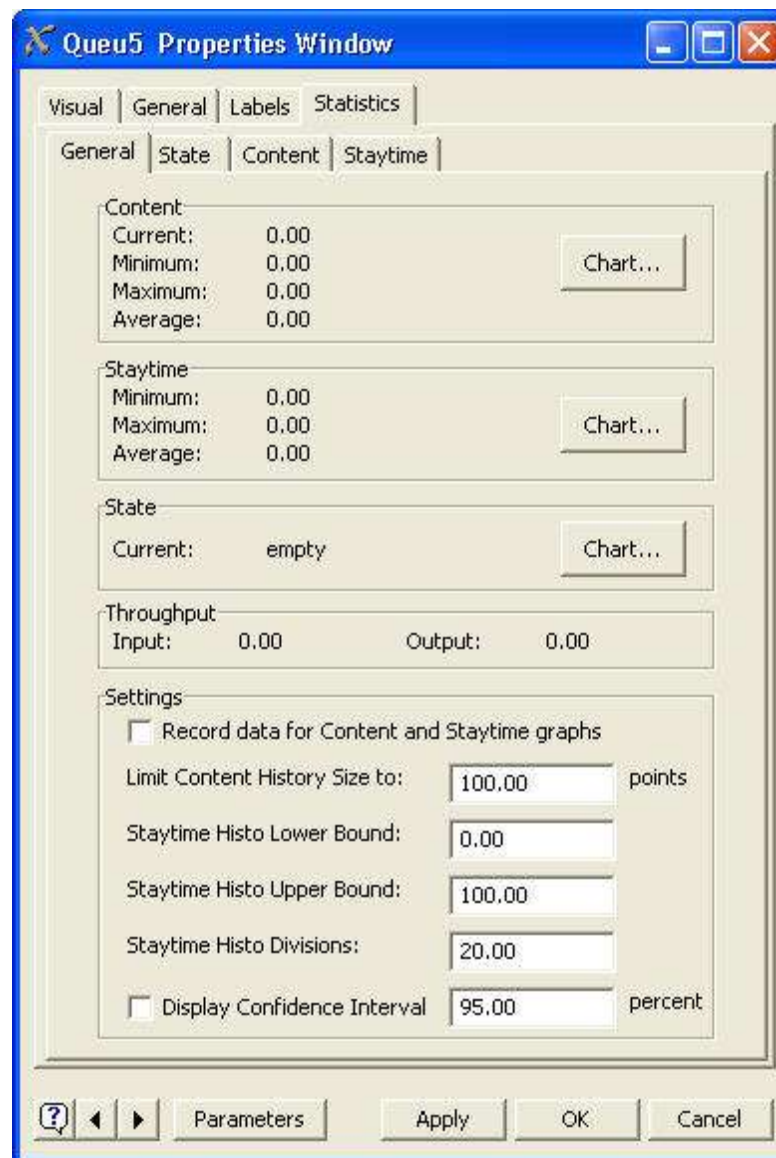 Queu5 Properties Window
Visual General Labels Statistics
General State Content Staytime
Content
Current: 0.00
Minimum: 0.00
Maximum: 0.00
Average: 0.00
Chart...
Staytime
Minimum: 0.00
Maximum: 0.00
Average: 0.00
Chart...
State
Current: empty
Chart...
Throughput
Input: 0.00 Output: 0.00
Settings
Record data for Content and Staytime graphs
Limit Content History Size to: 100.00 points
Staytime Histo Lower Bound: 0.00
Staytime Histo Upper Bound: 100.00
Staytime Histo Divisions: 20.00
Display Confidence Interval 95.00 percent
? Parameters Apply OK Cancel